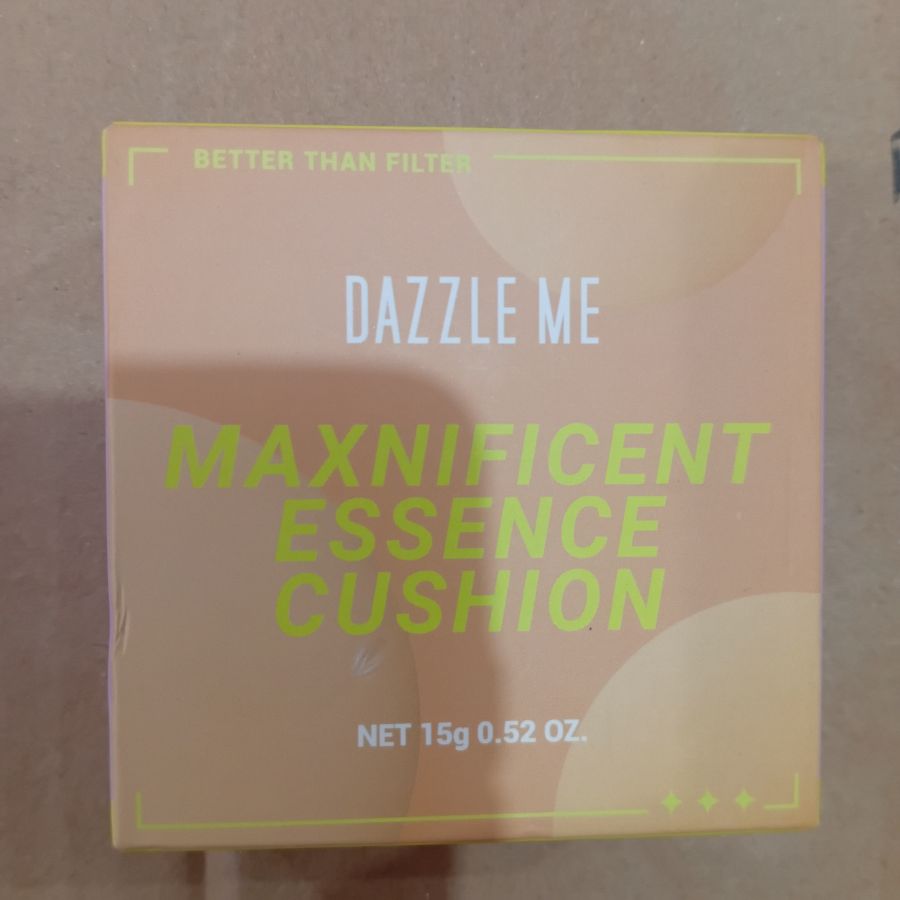 BETTER THAN FILTER
DAZZLE ME
MAXNIFICENT
ESSENCE
CUSHION
NET 15g 0.52 OZ.